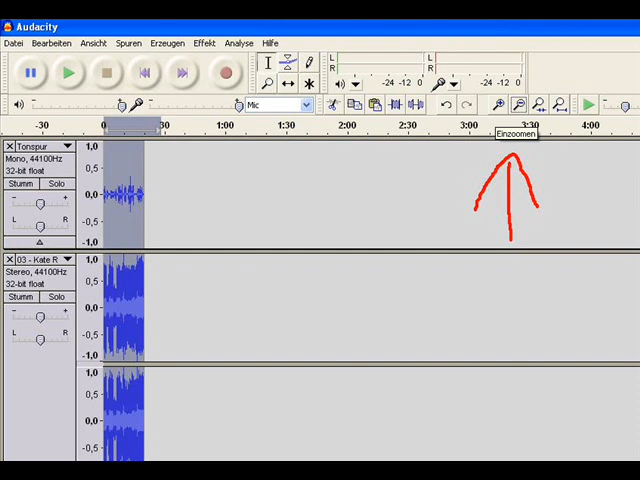 Audacity
Datei Bearbeiten Ansicht Spuren Erzeugen Effekt Analyse Hilfe
L R -24 -12 0 L R -24 -12 0
- + - + Mic
-30 0 30 1:00 1:30 2:00 2:30 3:00 3:30 4:00
Einzoomen
Tonspur
Mono, 44100Hz
32-bit float
Stumm Solo
- +
L R
1,0
0,5
0,0
-0,5
-1,0
03 - Kate R
Stereo, 44100Hz
32-bit float
Stumm Solo
- +
L R
1,0
0,5
0,0
-0,5
-1,0
1,0
0,5
0,0
-0,5